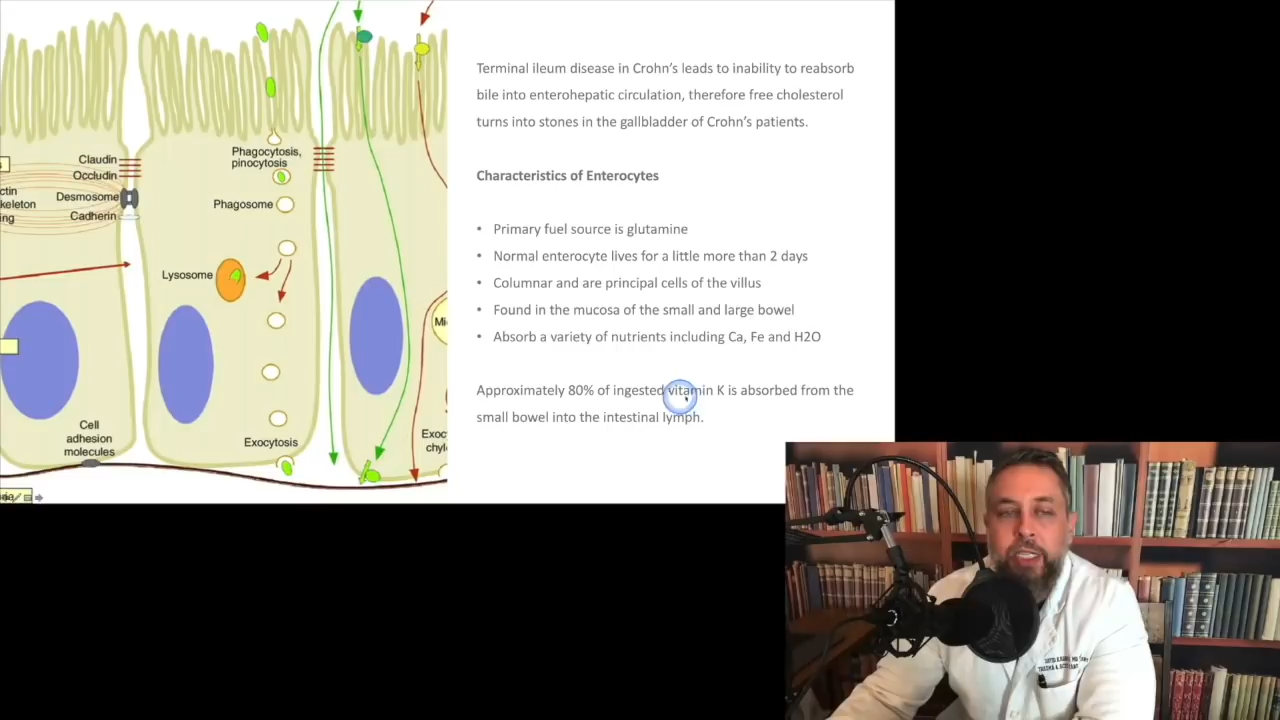 Terminal ileum disease in Crohn’s leads to inability to reabsorb
bile into enterohepatic circulation, therefore free cholesterol
turns into stones in the gallbladder of Crohn’s patients.
Characteristics of Enterocytes
• Primary fuel source is glutamine
• Normal enterocyte lives for a little more than 2 days
• Columnar and are principal cells of the villus
• Found in the mucosa of the small and large bowel
• Absorb a variety of nutrients including Ca, Fe and H2O
Approximately 80% of ingested vitamin K is absorbed from the
small bowel into the intestinal lymph.
Claudin
Occludin
Desmosome
Cadherin
Phagocytosis,
pinocytosis
Phagosome
Lysosome
Cell
adhesion
molecules
Exocytosis